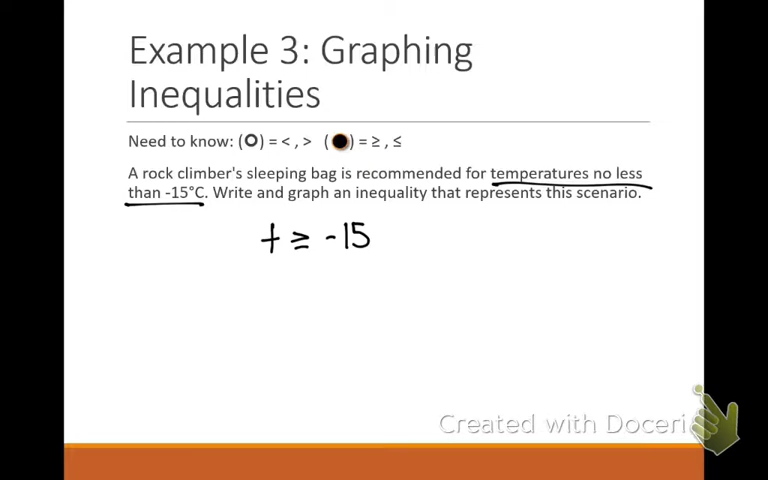 Example 3: Graphing
Inequalities
Need to know: (○) = < , > (●) = ≥ , ≤
A rock climber's sleeping bag is recommended for temperatures no less
than -15°C. Write and graph an inequality that represents this scenario.
t ≥ -15
Created with Doceri